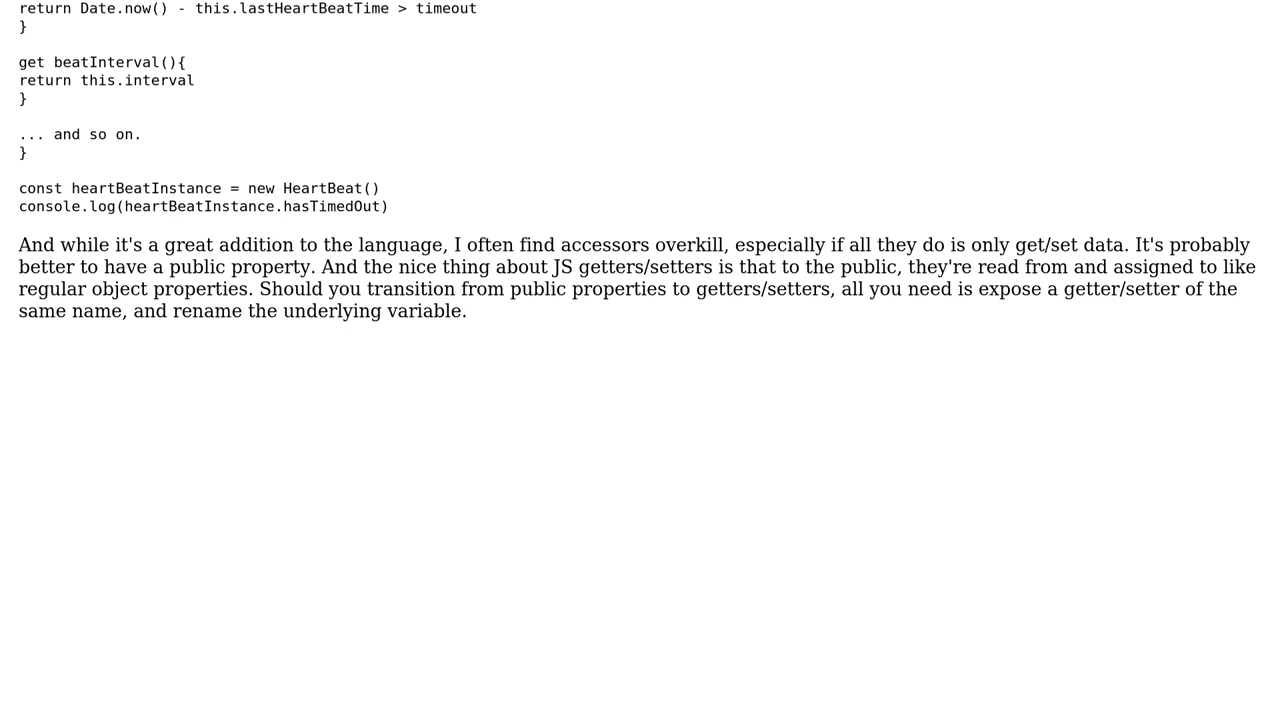 return Date.now() - this.lastHeartBeatTime > timeout
}
get beatInterval(){
return this.interval
}
... and so on.
}
const heartBeatInstance = new HeartBeat()
console.log(heartBeatInstance.hasTimedOut)
And while it's a great addition to the language, I often find accessors overkill, especially if all they do is only get/set data. It's probably
better to have a public property. And the nice thing about JS getters/setters is that to the public, they're read from and assigned to like
regular object properties. Should you transition from public properties to getters/setters, all you need is expose a getter/setter of the
same name, and rename the underlying variable.